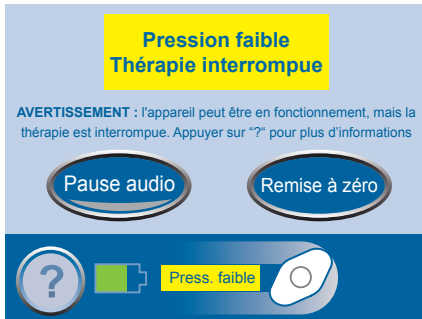 Pression faible
Thérapie interrompue
AVERTISSEMENT : l'appareil peut être en fonctionnement, mais la
thérapie est interrompue. Appuyer sur “?“ pour plus d'informations
Pause audio
Remise à zéro
?
Press. faible